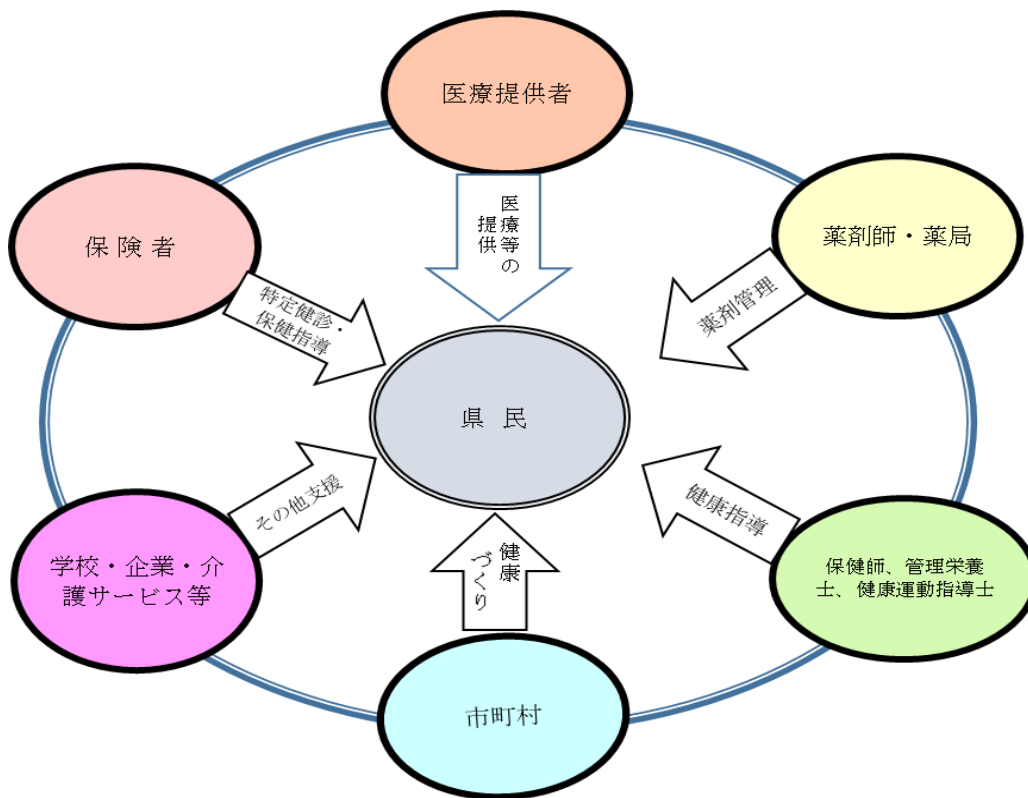 医療提供者
医療等の
提供
保険者
特定健診・
保健指導
薬剤師・薬局
薬剤管理
県民
その他支援
学校・企業・介
護サービス等
健康指導
保健師、管理栄養
士、健康運動指導士
健康
づくり
市町村